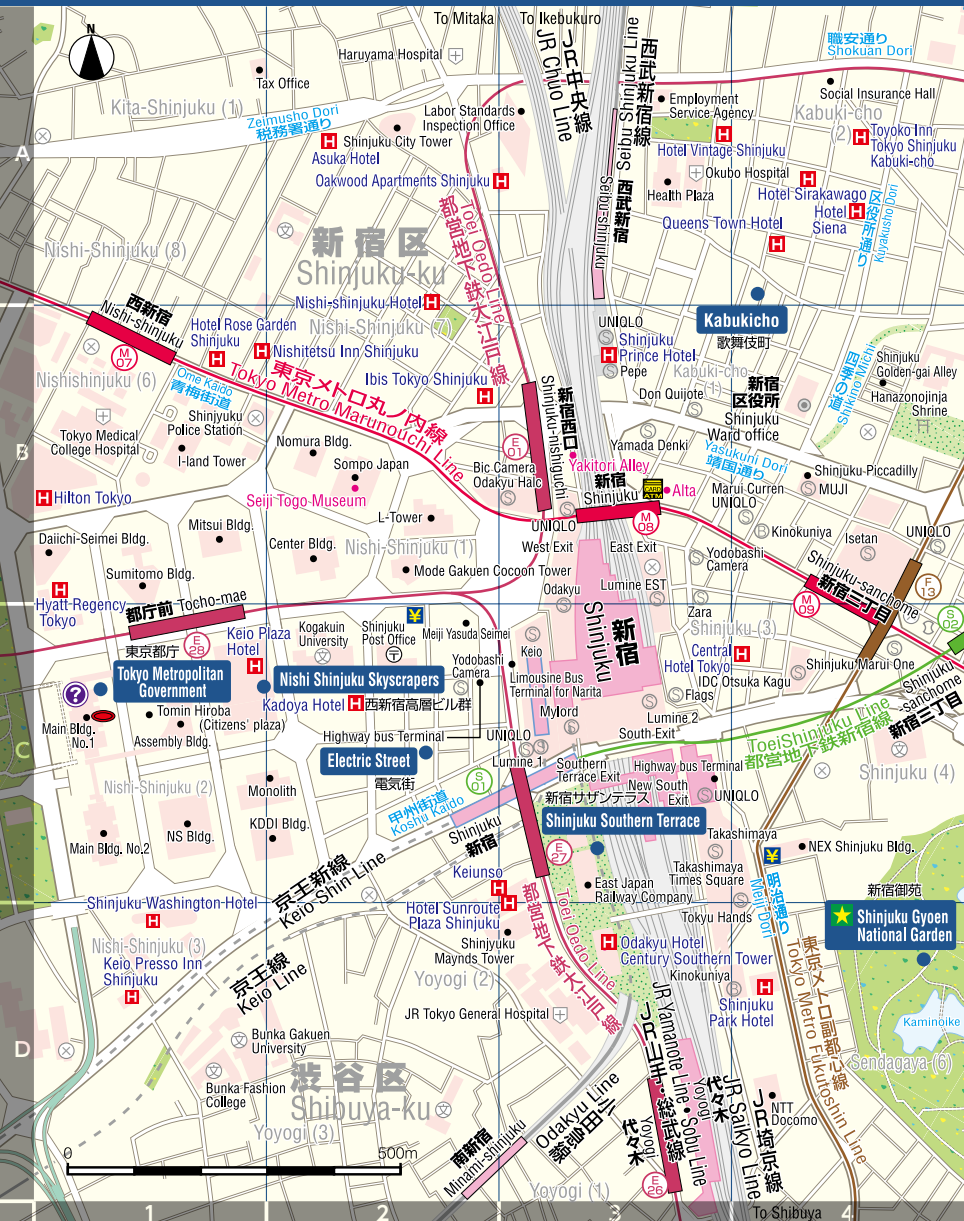 To Mitaka
To Ikebukuro
N
Haruyama Hospital
JR中央線
JR Chuo Line
西武新宿線
Seibu Shinjuku Line
職安通り
Shokuan Dori
Tax Office
Social Insurance Hall
Kita-Shinjuku (1)
Zeimusho Dori
税務署通り
Labor Standards
Inspection Office
Employment
Service Agency
Kabuki-cho
(2)
A
Shinjuku City Tower
Asuka Hotel
Hotel Vintage Shinjuku
Toyoko Inn
Tokyo Shinjuku
Kabuki-cho
Oakwood Apartments Shinjuku
Okubo Hospital
Health Plaza
Hotel Sirakawago
Hotel
Siena
区役所通り
Kuyakusho Dori
Toei Oedo Line
都営地下鉄大江戸線
Seibu-shinjuku
西武新宿
Queens Town Hotel
新宿区
Shinjuku-ku
Nishi-Shinjuku (8)
Nishi-shinjuku Hotel
Kabukicho
歌舞伎町
西新宿
Nishi-shinjuku
M
07
Hotel Rose Garden
Shinjuku
Nishi-Shinjuku (7)
Nishitetsu Inn Shinjuku
UNIQLO
Shinjuku
Prince Hotel
Pepe
Kabuki-cho
(1)
四季の道
Shikino Michi
Shinjuku
Golden-gai Alley
Nishishinjuku (6)
Ome Kaido
青梅街道
東京メトロ丸ノ内線
Tokyo Metro Marunouchi Line
Ibis Tokyo Shinjuku
新宿西口
Shinjuku-nishiguchi
Don Quijote
新宿
区役所
Shinjuku
Ward office
Hanazonojinja
Shrine
Shinjyuku
Police Station
B
Tokyo Medical
College Hospital
I-land Tower
Nomura Bldg.
Sompo Japan
Seiji Togo Museum
E
01
Bic Camera
Odakyu Halc
Yakitori Alley
Yamada Denki
Yasukuni Dori
靖国通り
Shinjuku Piccadilly
MUJI
新宿
Shinjuku
CARD
ATM
Alta
Marui Curren
UNIQLO
Hilton Tokyo
L-Tower
UNIQLO
M
08
Kinokuniya
Daiichi-Seimei Bldg.
Mitsui Bldg.
Center Bldg.
Nishi-Shinjuku (1)
West Exit
East Exit
Isetan
UNIQLO
Sumitomo Bldg.
Mode Gakuen Cocoon Tower
Yodobashi
Camera
Hyatt Regency
Tokyo
都庁前 Tocho-mae
E
28
Odakyu
Lumine EST
Shinjuku-sanchome
新宿三丁目
M
09
F
13
S
02
東京都庁
Tokyo Metropolitan
Government
Keio Plaza
Hotel
Kogakuin
University
Shinjuku
Post Office
Meiji Yasuda Seimei
Shinjuku
新宿
Zara
Shinjuku (3)
Keio
Central
Hotel Tokyo
Shinjuku Marui One
Nishi Shinjuku Skyscrapers
西新宿高層ビル群
Yodobashi
Camera
Limousine Bus
Terminal for Narita
IDC Otsuka Kagu
Flags
Shinjuku
-sanchome
新宿三丁目
?
Main Bldg.
No.1
Tomin Hiroba
(Citizens' plaza)
Kadoya Hotel
Mylord
Lumine 2
Assembly Bldg.
Highway bus Terminal
UNIQLO
South Exit
ToeiShinjuku Line
都営地下鉄新宿線
C
Electric Street
電気街
Lumine 1
Southern
Terrace Exit
Highway bus Terminal
Shinjuku (4)
Nishi-Shinjuku (2)
Monolith
S
01
新宿サザンテラス
New South
Exit
UNIQLO
甲州街道
Koshu Kaido
Shinjuku
新宿
Shinjuku Southern Terrace
Main Bldg. No.2
NS Bldg.
KDDI Bldg.
Takashimaya
NEX Shinjuku Bldg.
E
27
京王新線
Keio Shin-Line
Keiunso
Takashimaya
Times Square
明治通り
Meiji Dori
新宿御苑
East Japan
Railway Company
Shinjuku-Washington-Hotel
Hotel Sunroute
Plaza Shinjuku
Toei Oedo Line
都営地下鉄大江戸線
Tokyu Hands
Shinjuku Gyoen
National Garden
Nishi-Shinjuku (3)
Keio Presso Inn
Shinjuku
京王線
Keio Line
Shinjyuku
Maynds Tower
Odakyu Hotel
Century Southern Tower
Yoyogi (2)
Kinokuniya
JR Tokyo General Hospital
Shinjuku
Park Hotel
東京メトロ副都心線
Tokyo Metro Fukutoshin Line
Kaminoike
D
Bunka Gakuen
University
JR Yamanote Line・Sobu Line
JR山手・総武線
Sendagaya (6)
渋谷区
Shibuya-ku
Bunka Fashion
College
Odakyu Line
小田急線
代々木
Yoyogi
代々木
Yoyogi
JR Saikyo Line
JR埼京線
NTT
Docomo
Yoyogi (3)
南新宿
Minami-shinjuku
0
500m
E
26
Yoyogi (1)
To Shibuya
1
2
3
4